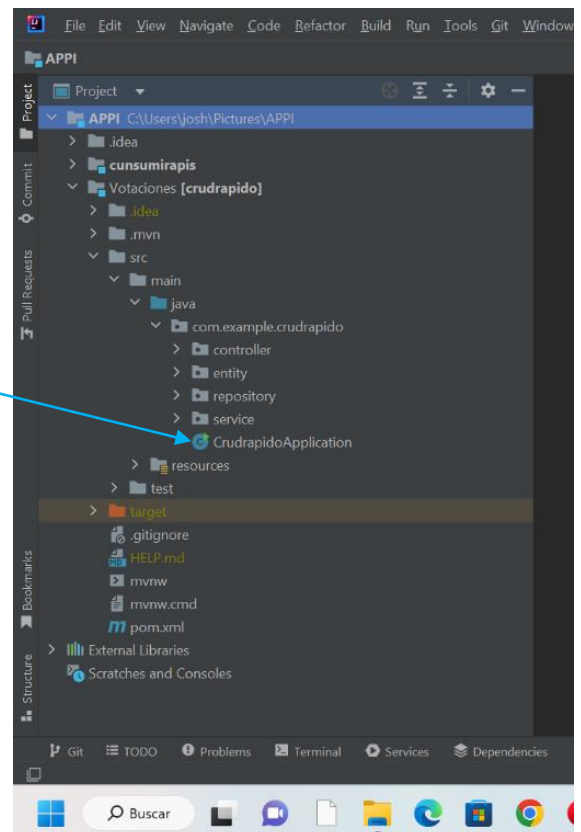 File Edit View Navigate Code Refactor Build Run Tools Git Window
APPI
Project
Project
APPI C:\Users\josh\Pictures\APPI
.idea
cunsumirapis
Commit
Votaciones [crudrapido]
.idea
.mvn
src
main
Pull Requests
java
com.example.crudrapido
controller
entity
repository
service
CrudrapidoApplication
resources
test
target
.gitignore
HELP.md
Bookmarks
mvnw
mvnw.cmd
pom.xml
External Libraries
Scratches and Consoles
Structure
Git TODO Problems Terminal Services Dependencies
Buscar